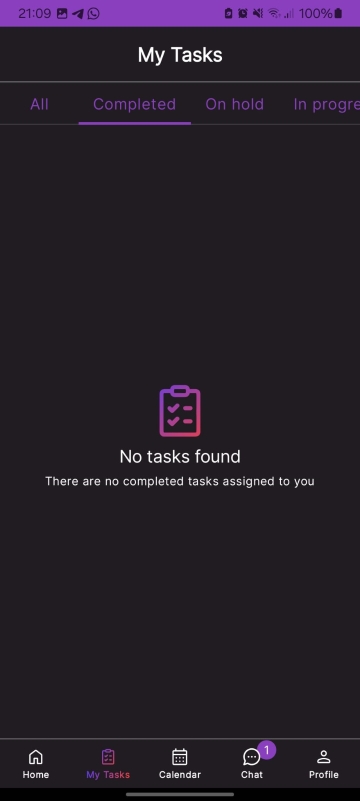 21:09 100%
My Tasks
All Completed On hold In progre
No tasks found
There are no completed tasks assigned to you
1
Home My Tasks Calendar Chat Profile